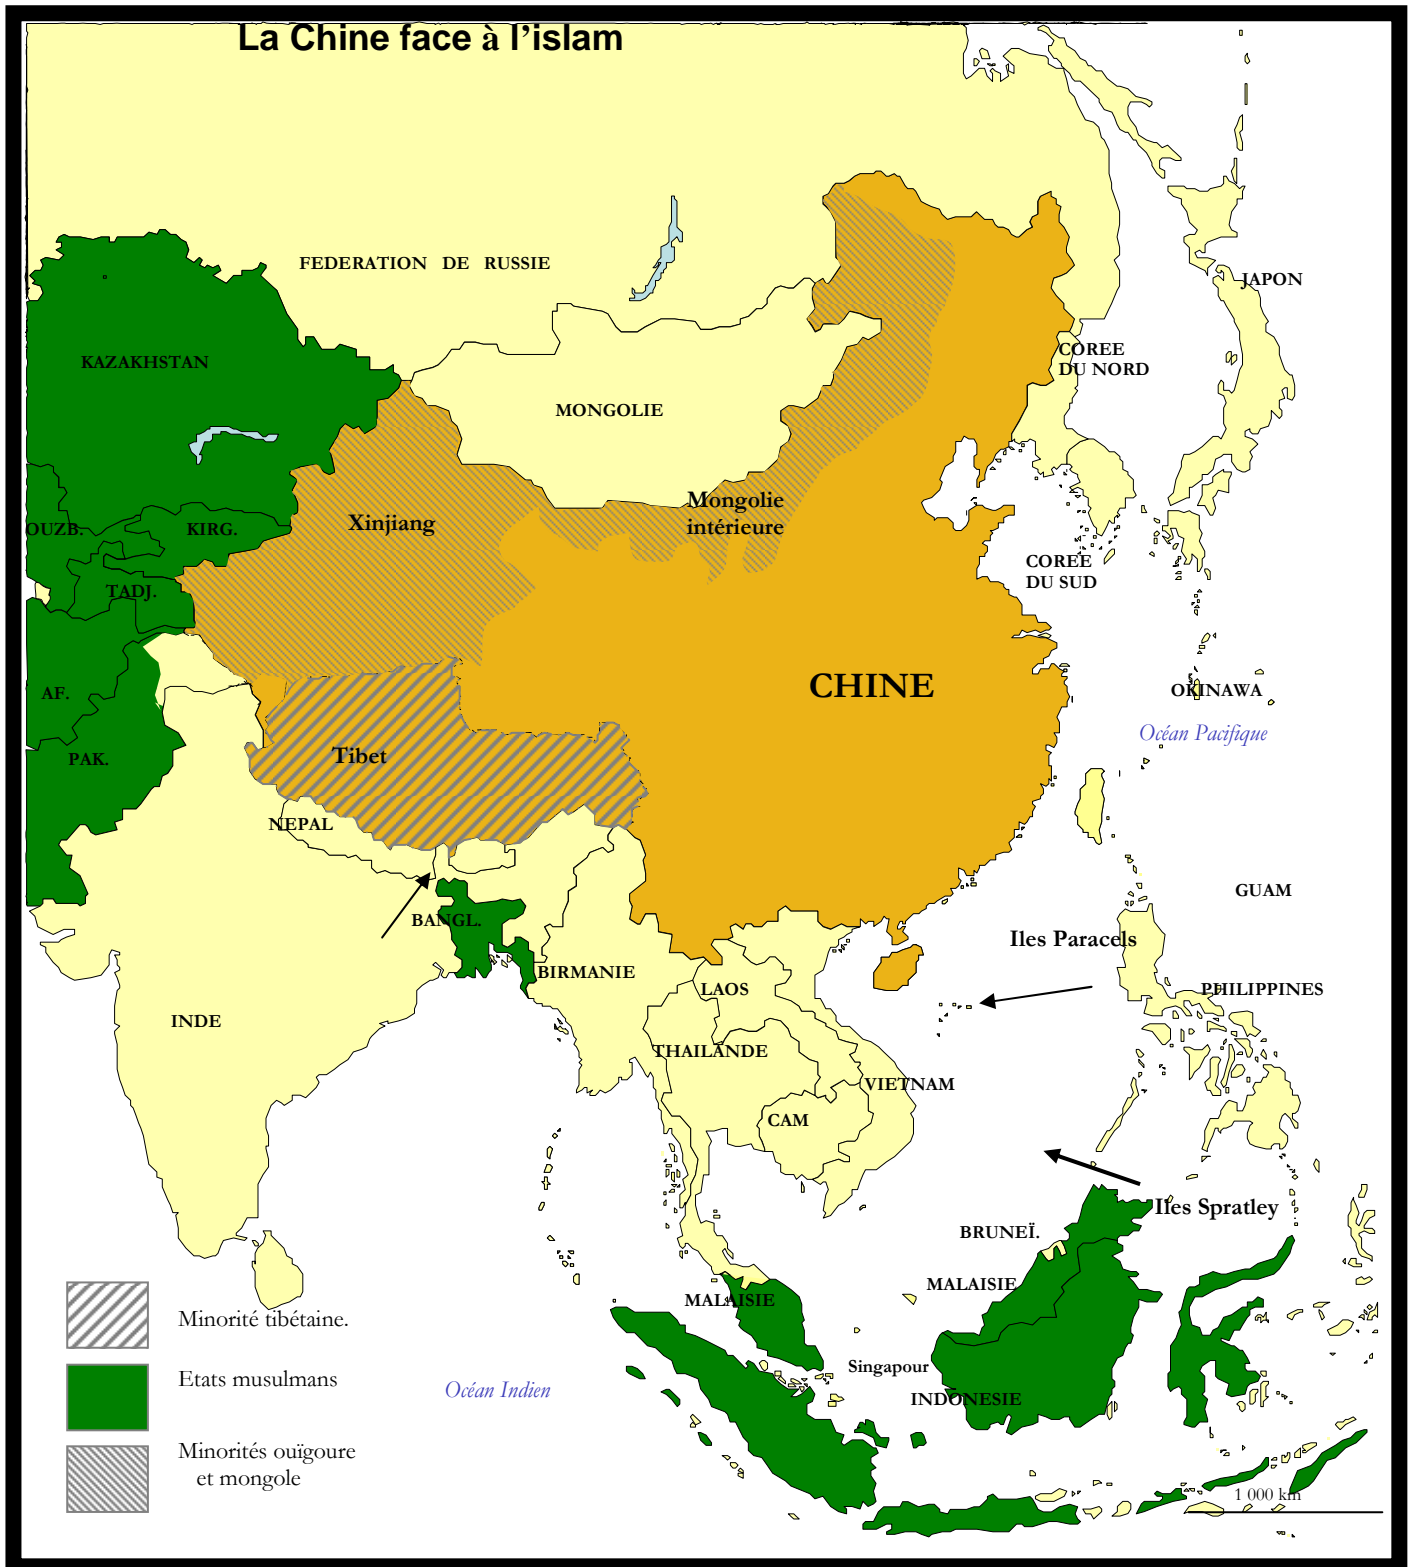 La Chine face à l'islam
FEDERATION DE RUSSIE
JAPON
COREE
DU NORD
KAZAKHSTAN
MONGOLIE
Mongolie
intérieure
Xinjiang
OUZB.
KIRG.
COREE
DU SUD
TADJ.
CHINE
AF.
OKINAWA
Océan Pacifique
PAK.
Tibet
NEPAL
GUAM
BANGL.
Iles Paracels
BIRMANIE
LAOS
PHILIPPINES
INDE
THAILANDE
VIETNAM
CAM
Iles Spratley
BRUNEÏ.
MALAISIE
MALAISIE
Minorité tibétaine.
Singapour
Etats musulmans
Océan Indien
INDONESIE
Minorités ouïgoure
et mongole
1 000 km